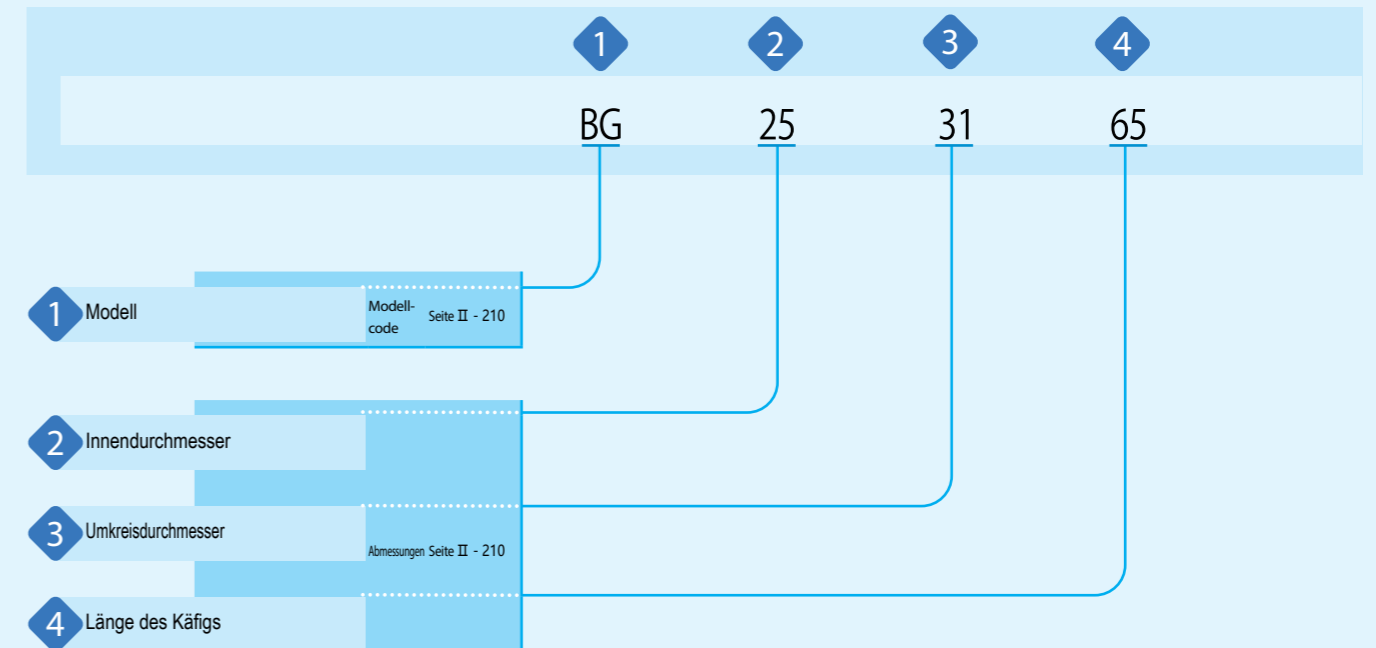 1 2 3 4
BG 25 31 65
1 Modell
Modell-
code
Seite II - 210
2 Innendurchmesser
3 Umkreisdurchmesser
Abmessungen Seite II - 210
4 Länge des Käfigs